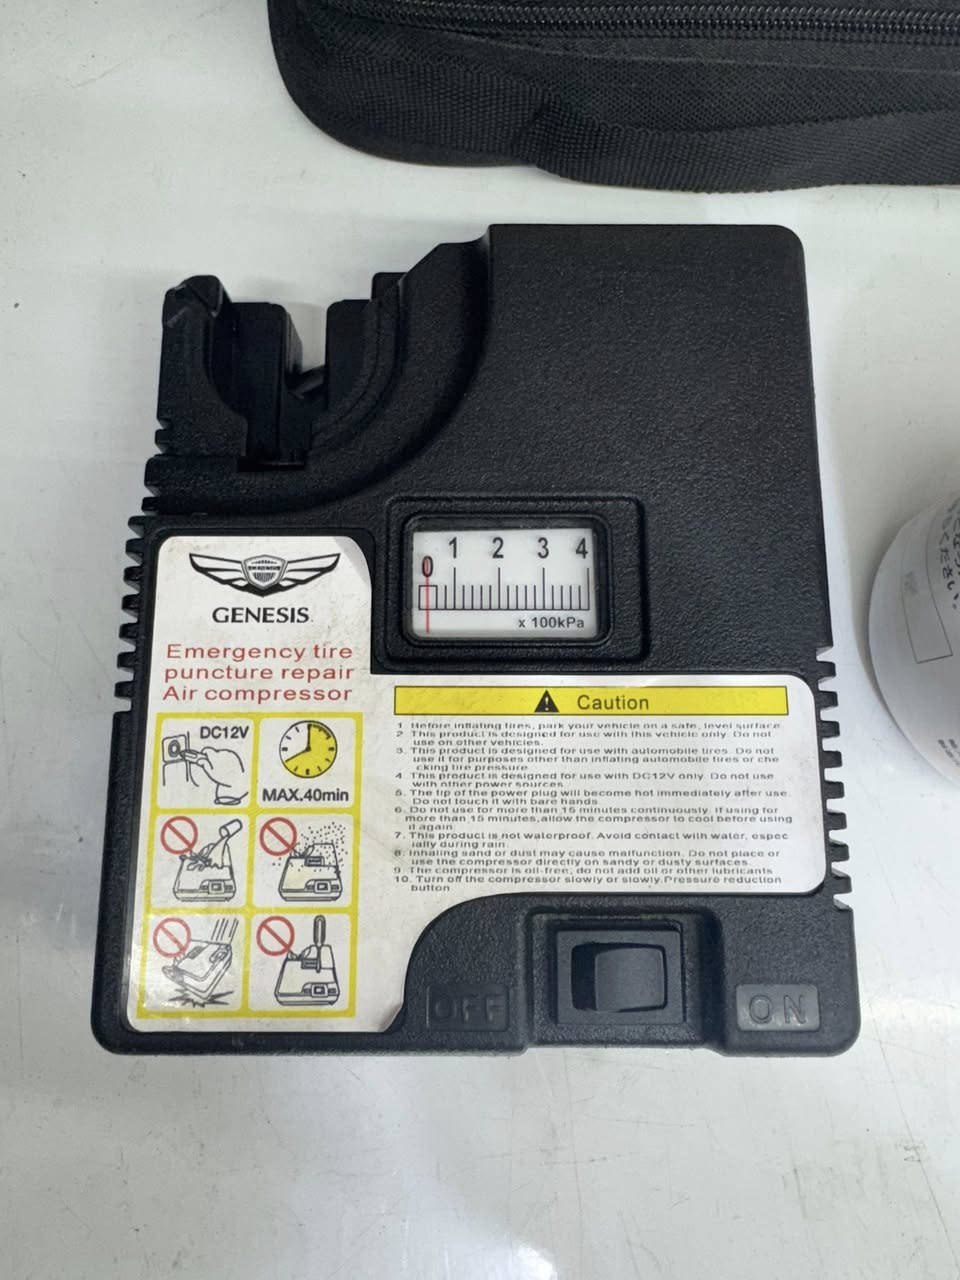 0 1 2 3 4
x 100kPa
GENESIS
Emergency tire
puncture repair
Air compressor
DC12V
MAX.40min
Caution
1. Before inflating tires, park your vehicle on a safe, level surface
2 This product is designed for use with this vehicle only. Do not
use on other vehicles.
3. This product is designed for use with automobile tires. Do not
use it for purposes other than inflating automobile tires or che
cking tire pressure
4 This product is designed for use with DC12V only. Do not use
with other power sources
5. The tip of the power plug will become hot immediately after use.
Do not touch it with bare hands
6. Do not use for more than 15 minutes continuously. If using for
more than 15 minutes,allow the compressor to cool before using
it again
7. This product is not waterproof. Avoid contact with water, espec
ially during rain
8. Inhaling sand or dust may cause malfunction. Do not place or
use the compressor directly on sandy or dusty surfaces.
9 The compressor is oil-free; do not add oil or other lubricants
10. Turn off the compressor slowly or slowly.Pressure reduction
button
OFF
ON
ください。